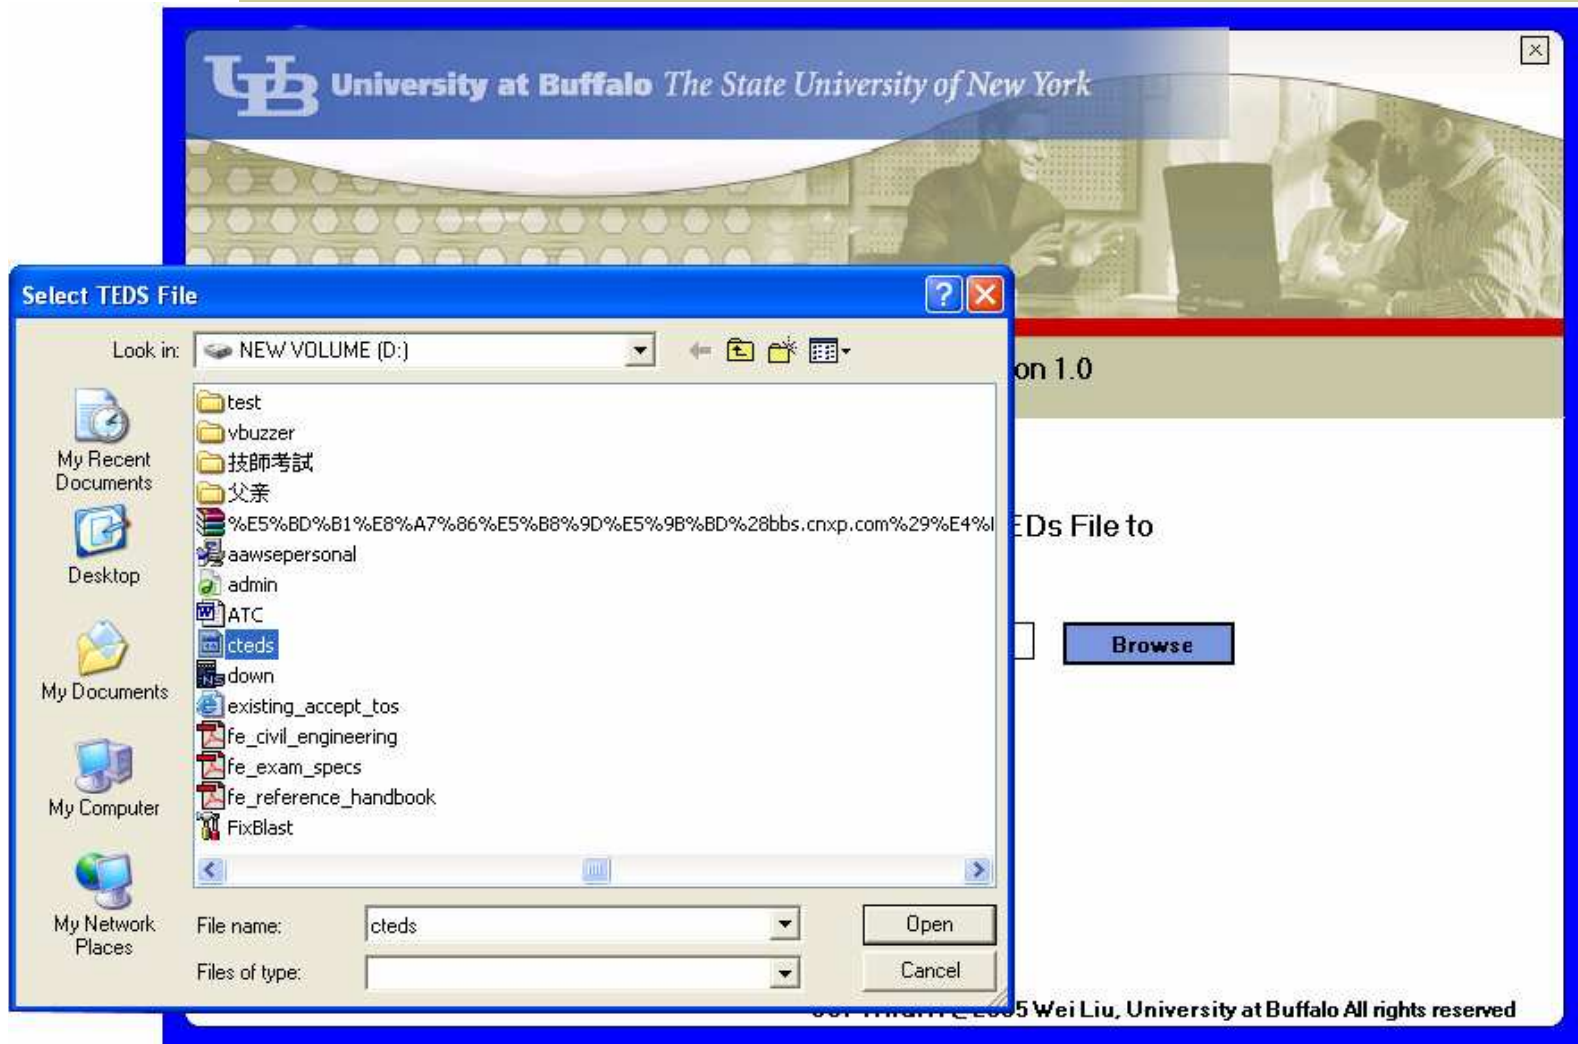 UB University at Buffalo The State University of New York
Select TEDS File
Look in: NEW VOLUME (D:)
on 1.0
test
vbuzzer
My Recent Documents
技師考試
父亲
%E5%BD%B1%E8%A7%86%E5%B8%9D%E5%9B%BD%28bbs.cnxp.com%29%E4%
EDs File to
aawsepersonal
Desktop
admin
ATC
cteds
Browse
down
My Documents
existing_accept_tos
fe_civil_engineering
fe_exam_specs
fe_reference_handbook
My Computer
FixBlast
My Network Places
File name: cteds
Open
Files of type:
Cancel
5 Wei Liu, University at Buffalo All rights reserved